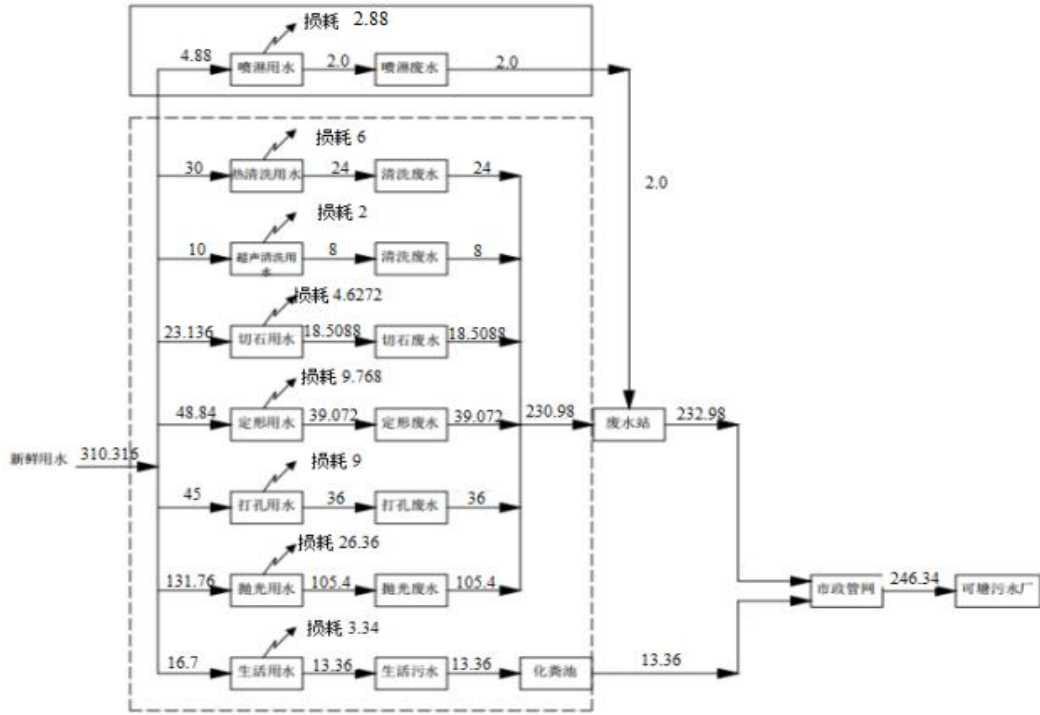 损耗 2.88
4.88
喷淋用水
2.0
喷淋废水
2.0
损耗 6
30
热清洗用水
24
清洗废水
24
2.0
损耗 2
10
超声清洗用
水
8
清洗废水
8
损耗 4.6272
23.136
切石用水
18.5088
切石废水
18.5088
损耗 9.768
48.84
定形用水
39.072
定形废水
39.072
230.98
废水站
232.98
新鲜用水
310.316
损耗 9
45
打孔用水
36
打孔废水
36
损耗 26.36
131.76
抛光用水
105.4
抛光废水
105.4
市政管网
246.34
可塘污水厂
损耗 3.34
16.7
生活用水
13.36
生活污水
13.36
化粪池
13.36